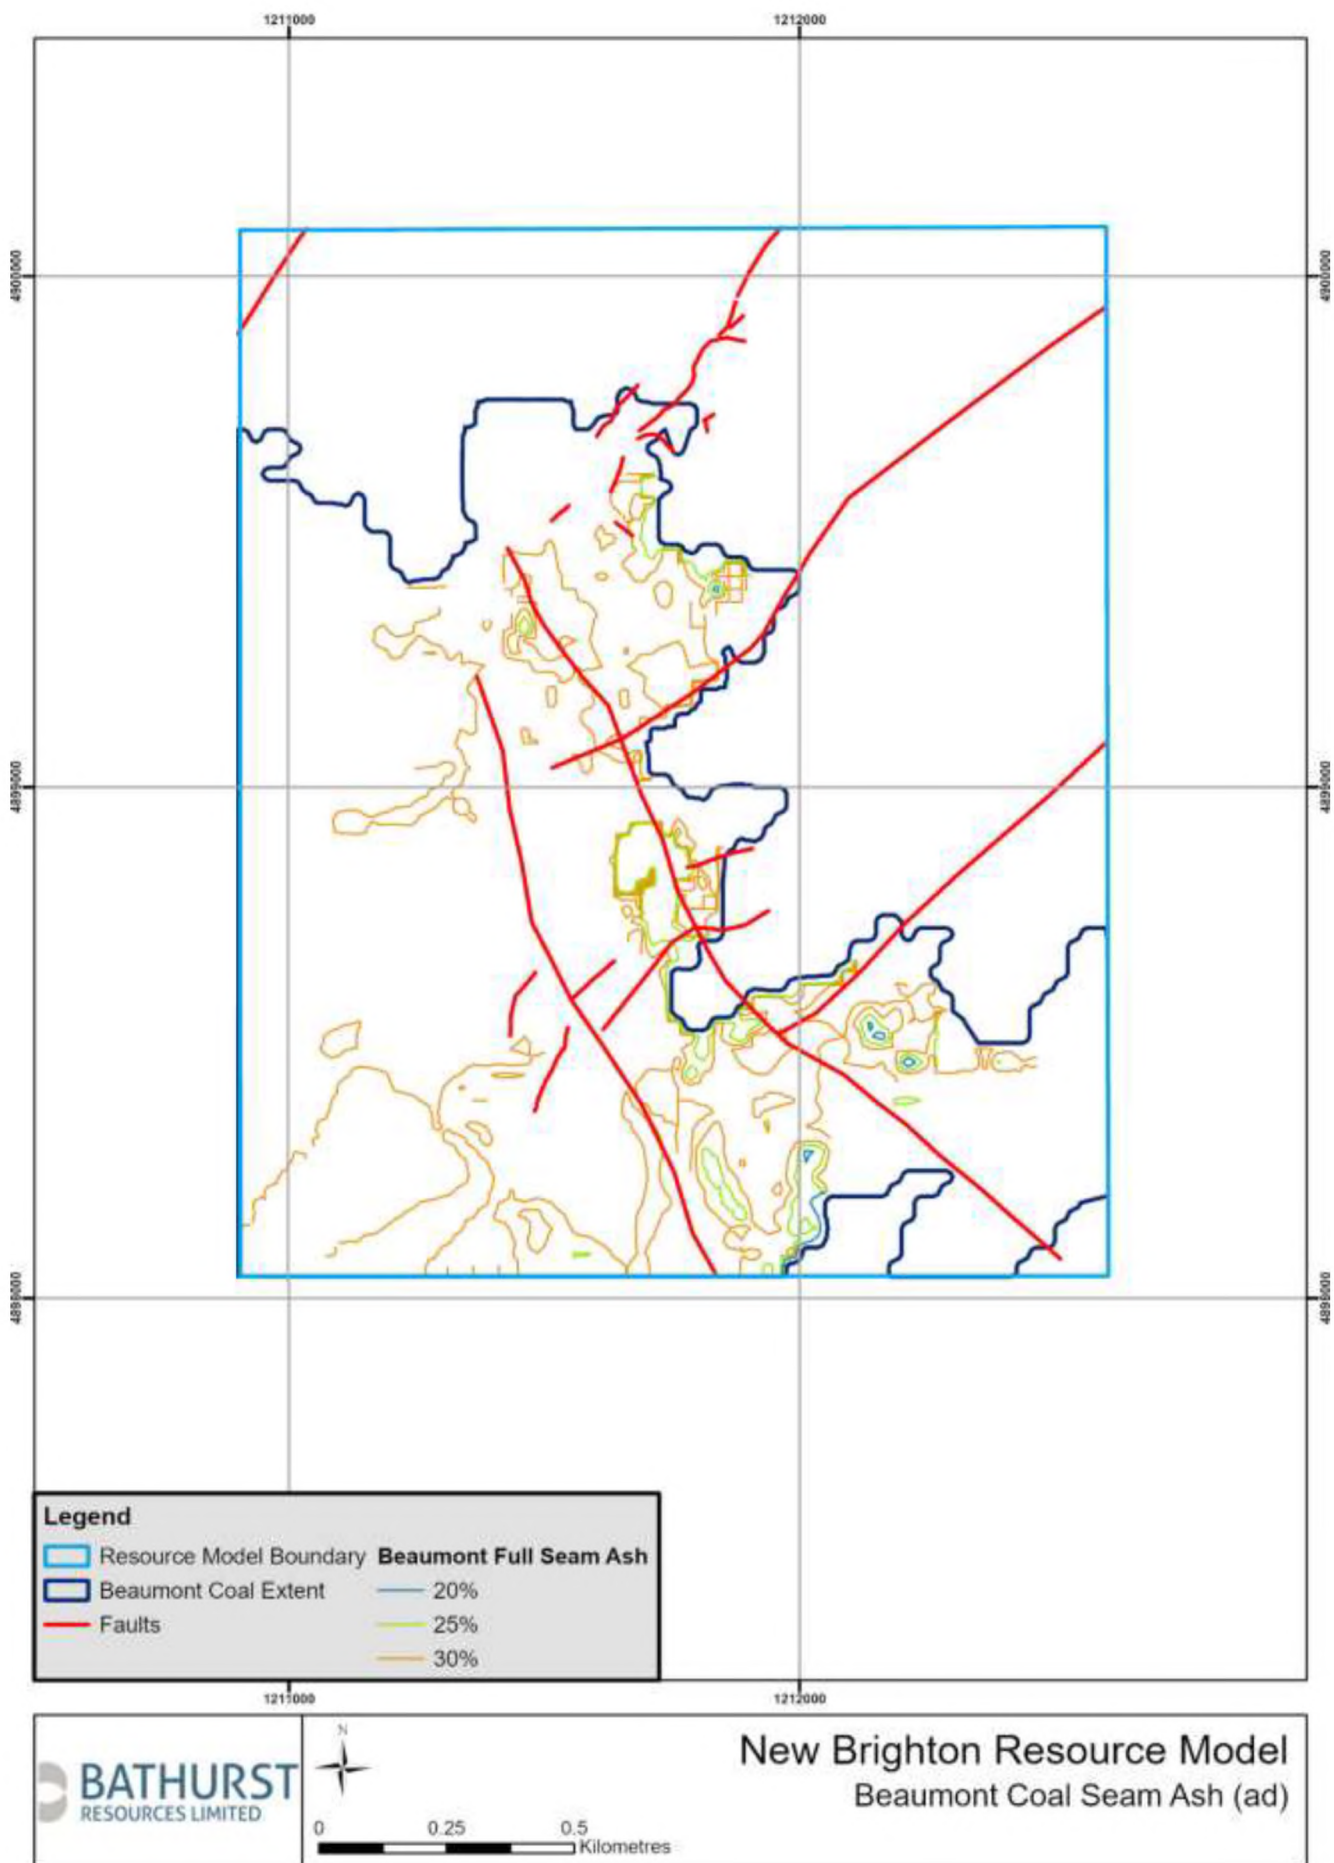 1211000 1212000
4900000 4900000
4899000 4899000
4898000 4898000
Legend
Resource Model Boundary
Beaumont Coal Extent
Faults
Beaumont Full Seam Ash
20%
25%
30%
1211000 1212000
BATHURST
RESOURCES LIMITED
N
0 0.25 0.5
Kilometres
New Brighton Resource Model
Beaumont Coal Seam Ash (ad)